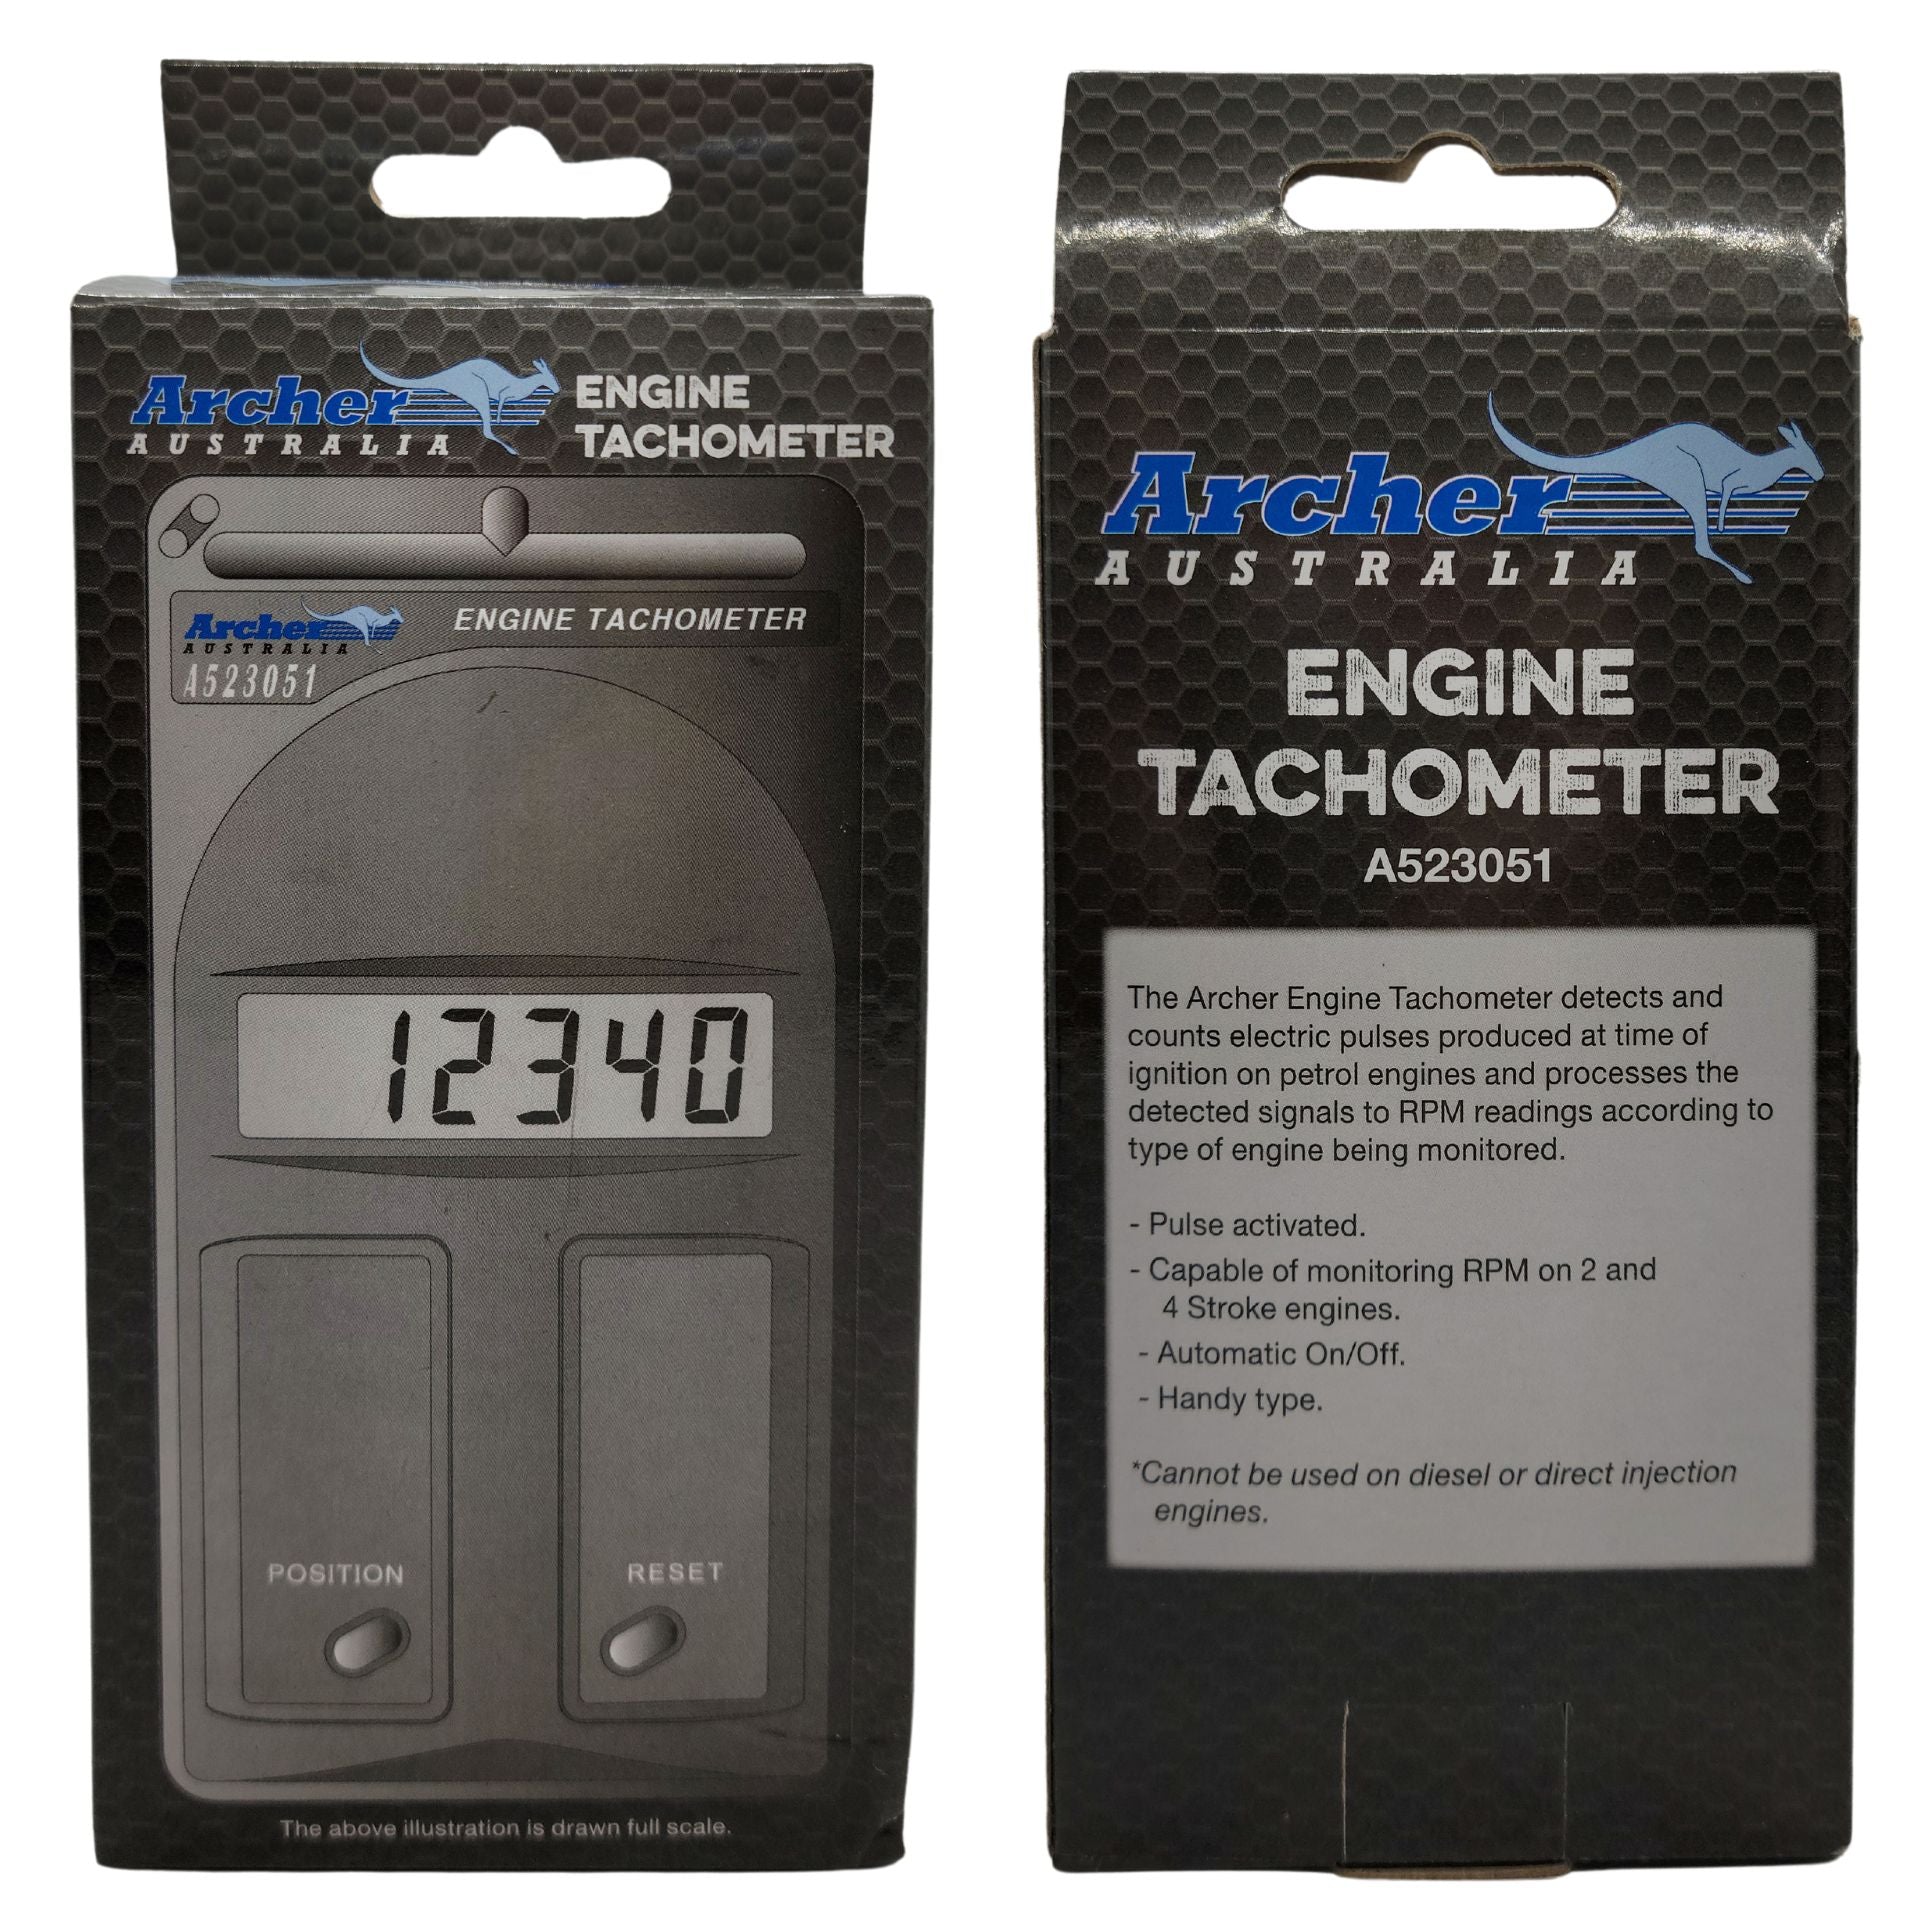 Archer
AUSTRALIA
ENGINE
TACHOMETER
Archer
AUSTRALIA
ENGINE TACHOMETER
A523051
12340
POSITION
RESET
The above illustration is drawn full scale.
Archer
AUSTRALIA
ENGINE
TACHOMETER
A523051
The Archer Engine Tachometer detects and
counts electric pulses produced at time of
ignition on petrol engines and processes the
detected signals to RPM readings according to
type of engine being monitored.
- Pulse activated.
- Capable of monitoring RPM on 2 and
4 Stroke engines.
- Automatic On/Off.
- Handy type.
*Cannot be used on diesel or direct injection
engines.